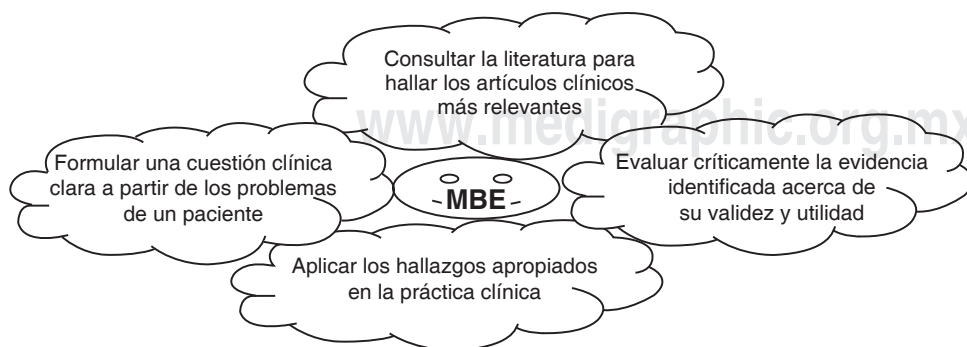 Consultar la literatura para
hallar los artículos clínicos
más relevantes
www.medigraphic.org.mx
Formular una cuestión clínica
clara a partir de los problemas
de un paciente
MBE
Evaluar críticamente la evidencia
identificada acerca de
su validez y utilidad
Aplicar los hallazgos apropiados
en la práctica clínica